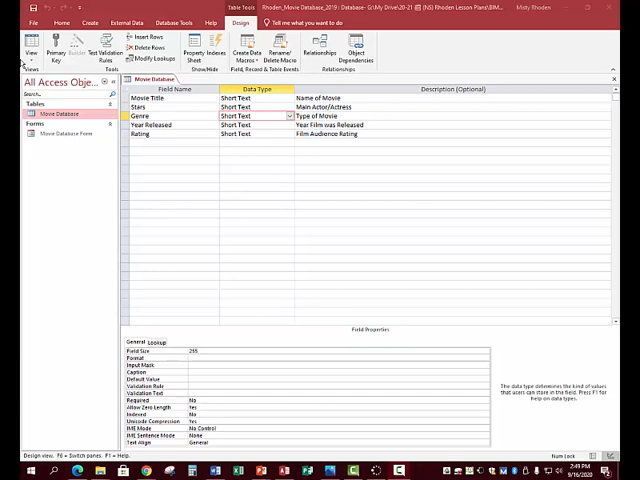 Table Tools
Rhoden_Movie Database_2019 : Database- G:\My Drive\20-21 @ (NS) Rhoden Lesson Plans\BIM...
Misty Rhoden
File Home Create External Data Database Tools Help Design Tell me what you want to do
View
Primary Key
Builder
Test Validation Rules
Insert Rows
Delete Rows
Modify Lookups
Property Sheet
Indexes
Create Data Macros
Rename/Delete Macro
Relationships
Object Dependencies
Views
Tools
Show/Hide
Field, Record & Table Events
Relationships
All Access Obje...
Search...
Tables
Movie Database
Forms
Movie Database Form
Movie Database
Field Name Data Type Description (Optional)
Movie Title Short Text Name of Movie
Stars Short Text Main Actor/Actress
Genre Short Text Type of Movie
Year Released Short Text Year Film was Released
Rating Short Text Film Audience Rating
Field Properties
General Lookup
Field Size 255
Format
Input Mask
Caption
Default Value
Validation Rule
Validation Text
Required No
Allow Zero Length Yes
Indexed No
Unicode Compression Yes
IME Mode No Control
IME Sentence Mode None
Text Align General
The data type determines the kind of values that users can store in the field. Press F1 for help on data types.
Design view. F6 = Switch panes. F1 = Help.
Num Lock
2:49 PM
9/16/2020